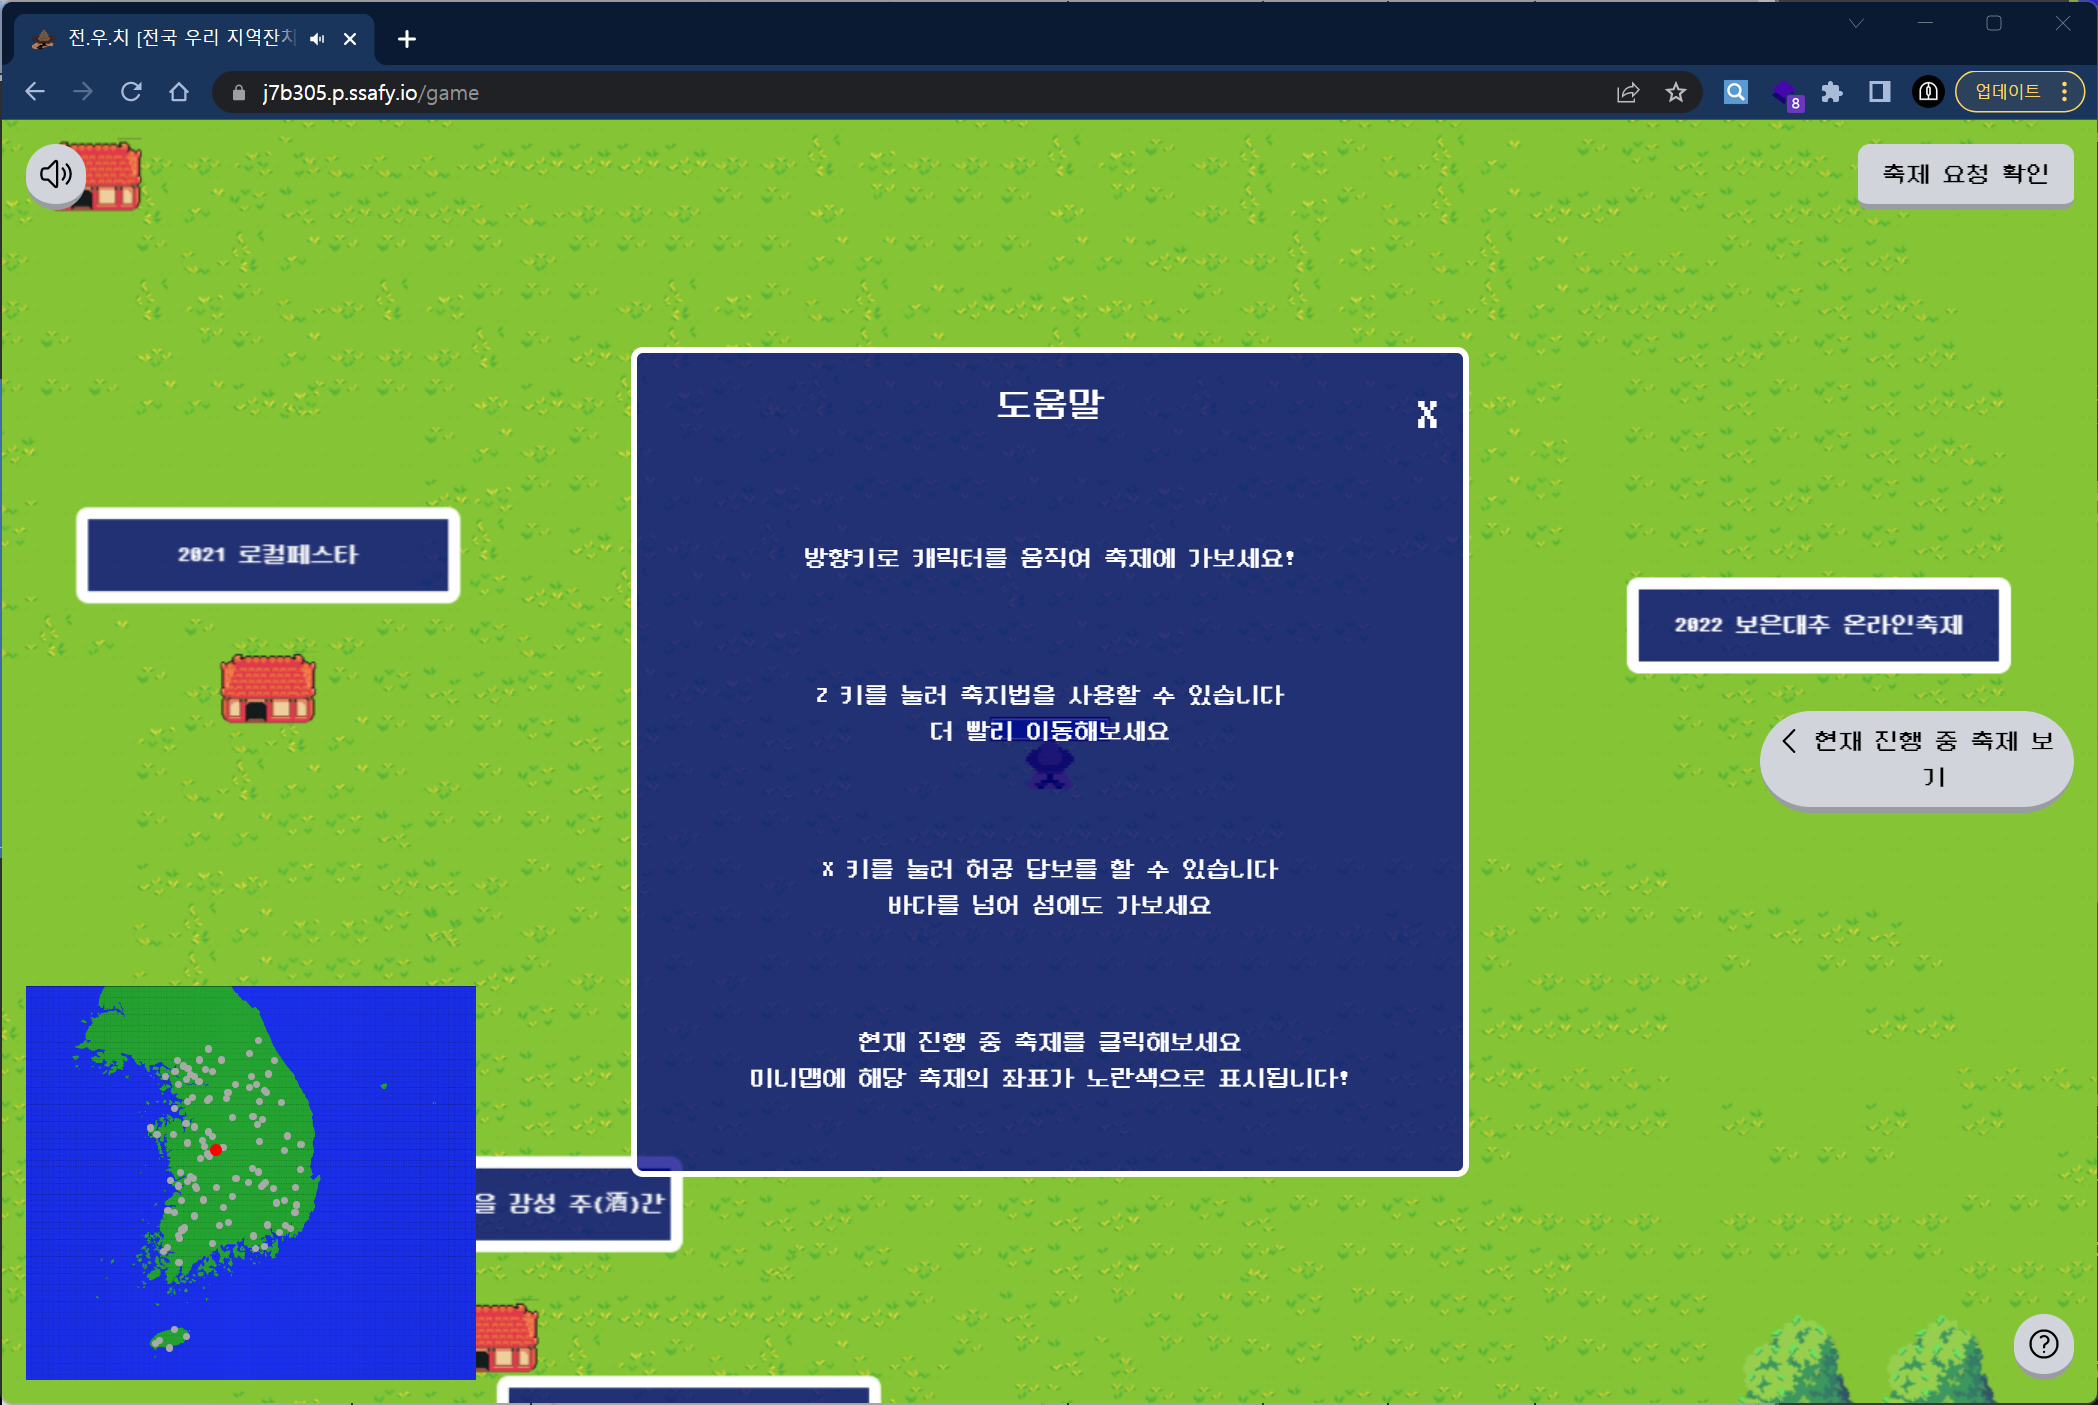 전.우.치 [전국 우리 지역잔치
j7b305.p.ssafy.io/game
8
업데이트
축제 요청 확인
도움말
X
방향키로 캐릭터를 움직여 축제에 가보세요!
2021 로컬페스타
2022 보은대추 온라인축제
Z 키를 눌러 축지법을 사용할 수 있습니다
더 빨리 이동해보세요
현재 진행 중 축제 보
기
X 키를 눌러 허공 답보를 할 수 있습니다
바다를 넘어 섬에도 가보세요
현재 진행 중 축제를 클릭해보세요
미니맵에 해당 축제의 좌표가 노란색으로 표시됩니다!
을 감성 주(酒)간
?